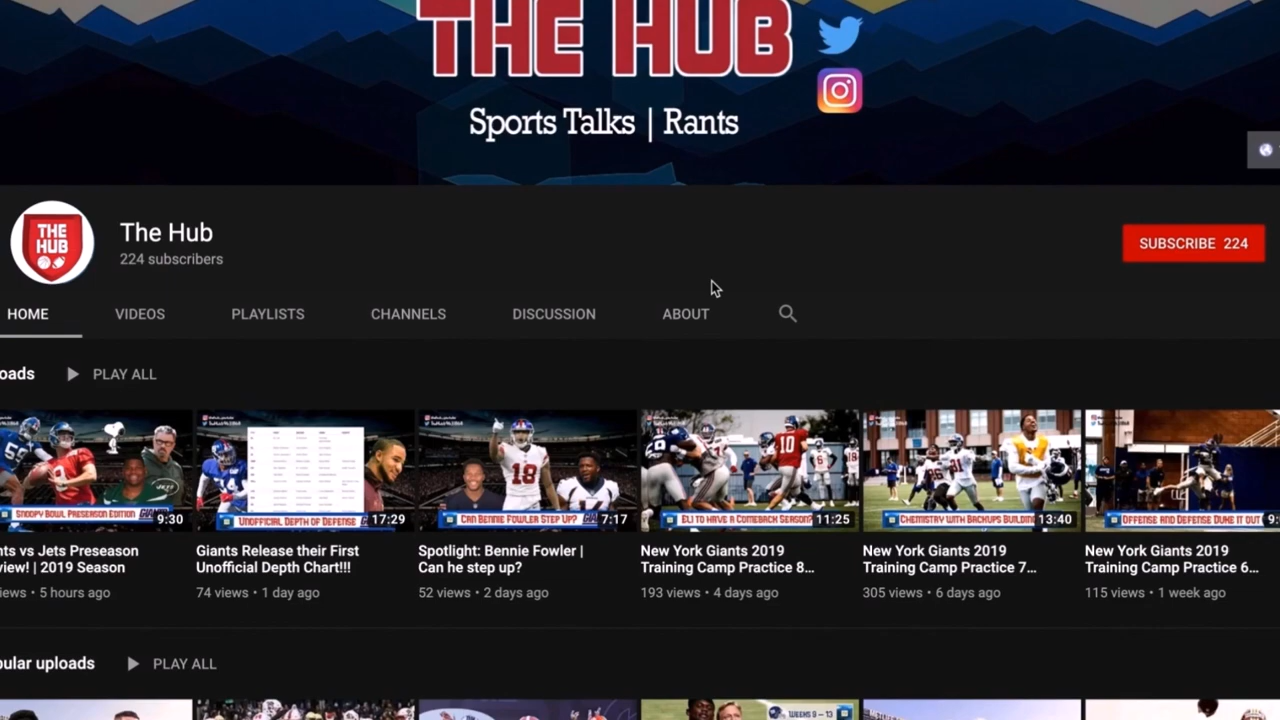 THE HUB
Sports Talks | Rants
THE
HUB
The Hub
224 subscribers
SUBSCRIBE 224
HOME
VIDEOS
PLAYLISTS
CHANNELS
DISCUSSION
ABOUT
oads
PLAY ALL
SNOOPY BOWL PRESEASON EDITION
9:30
UNOFFICIAL DEPTH OF DEFENSE
17:29
18
CAN BENNIE FOWLER STEP UP?
7:17
10
ELI TO HAVE A COMEBACK SEASON?
11:25
CHEMISTRY WITH BACKUPS BUILDIN
13:40
OFFENSE AND DEFENSE DUKE IT OUT
9:
nts vs Jets Preseason
view! | 2019 Season
iews • 5 hours ago
Giants Release their First
Unofficial Depth Chart!!!
74 views • 1 day ago
Spotlight: Bennie Fowler |
Can he step up?
52 views • 2 days ago
New York Giants 2019
Training Camp Practice 8...
193 views • 4 days ago
New York Giants 2019
Training Camp Practice 7...
305 views • 6 days ago
New York Giants 2019
Training Camp Practice 6...
115 views • 1 week ago
pular uploads
PLAY ALL
WEEKS 9 – 13